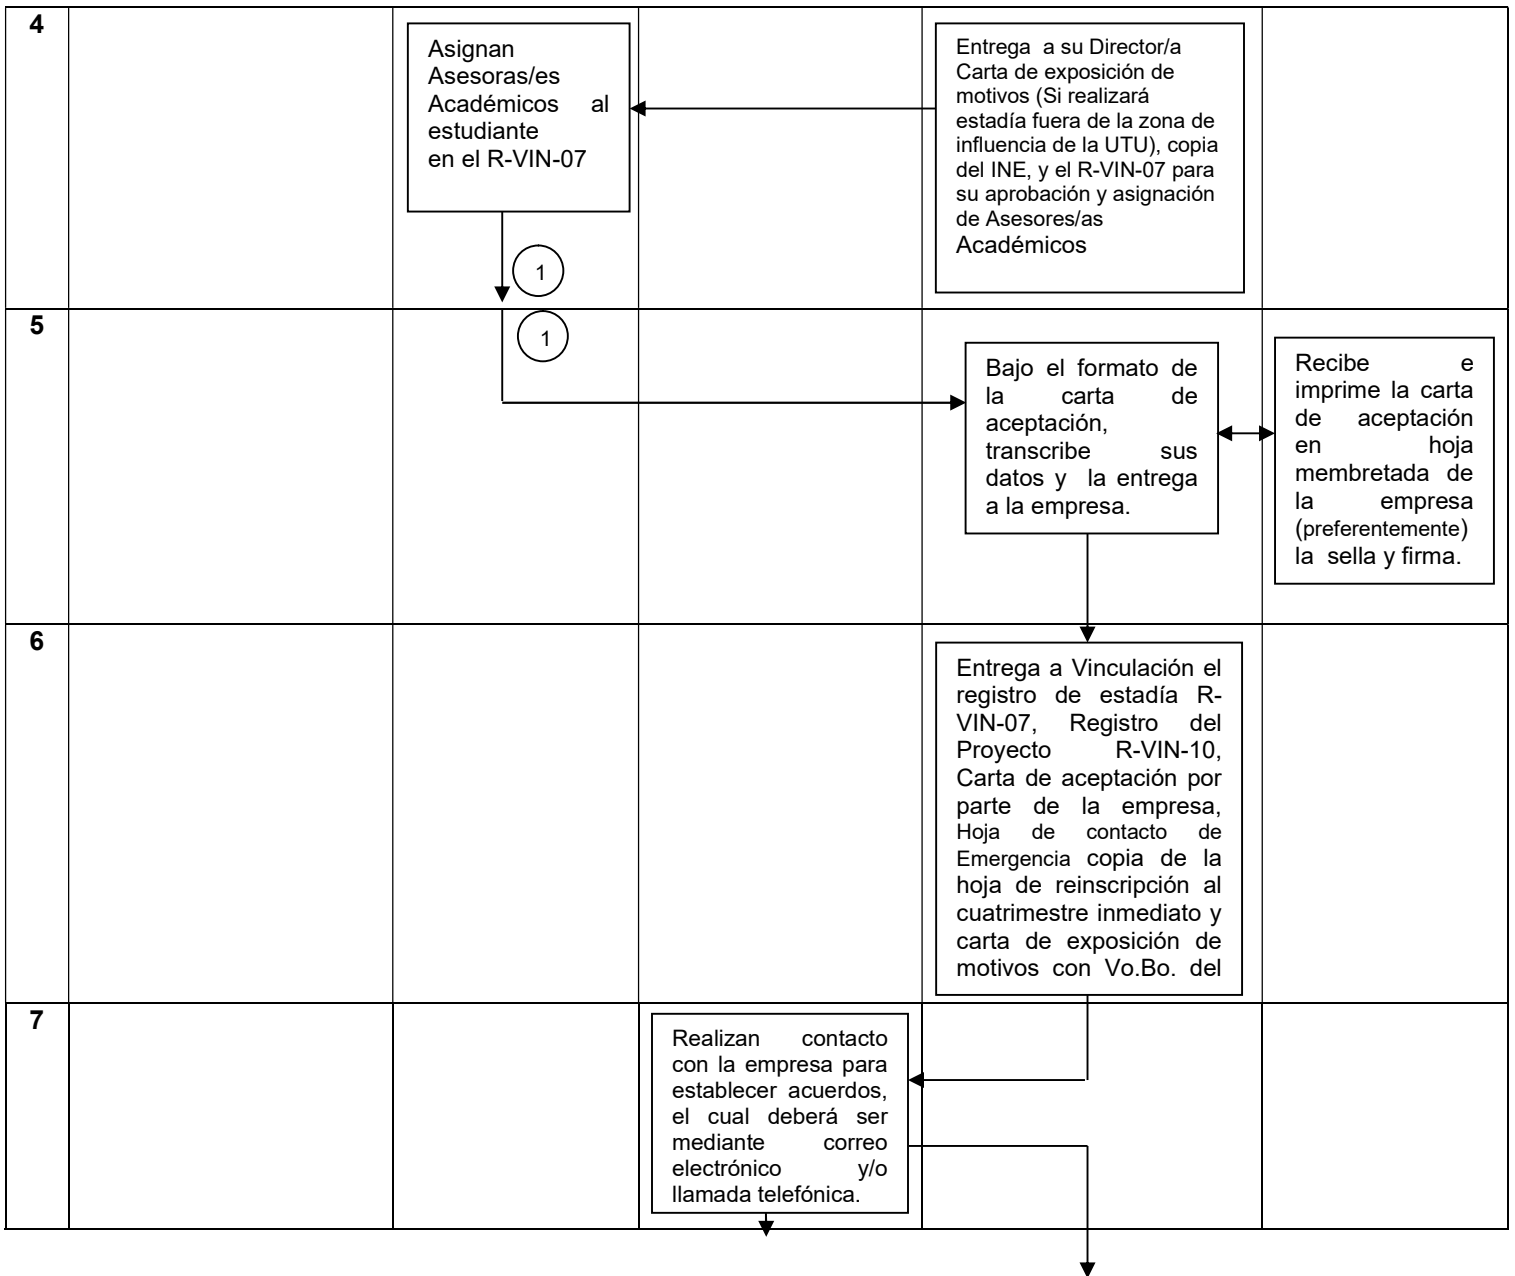 4
Asignan
Asesoras/es
Académicos al
estudiante
en el R-VIN-07
Entrega a su Director/a
Carta de exposición de
motivos (Si realizará
estadía fuera de la zona de
influencia de la UTU), copia
del INE, y el R-VIN-07 para
su aprobación y asignación
de Asesores/as
Académicos
1
5
1
Bajo el formato de
la carta de
aceptación,
transcribe sus
datos y la entrega
a la empresa.
Recibe e
imprime la carta
de aceptación
en hoja
membretada de
la empresa
(preferentemente)
la sella y firma.
6
Entrega a Vinculación el
registro de estadía R-
VIN-07, Registro del
Proyecto R-VIN-10,
Carta de aceptación por
parte de la empresa,
Hoja de contacto de
Emergencia copia de la
hoja de reinscripción al
cuatrimestre inmediato y
carta de exposición de
motivos con Vo.Bo. del
7
Realizan contacto
con la empresa para
establecer acuerdos,
el cual deberá ser
mediante correo
electrónico y/o
llamada telefónica.